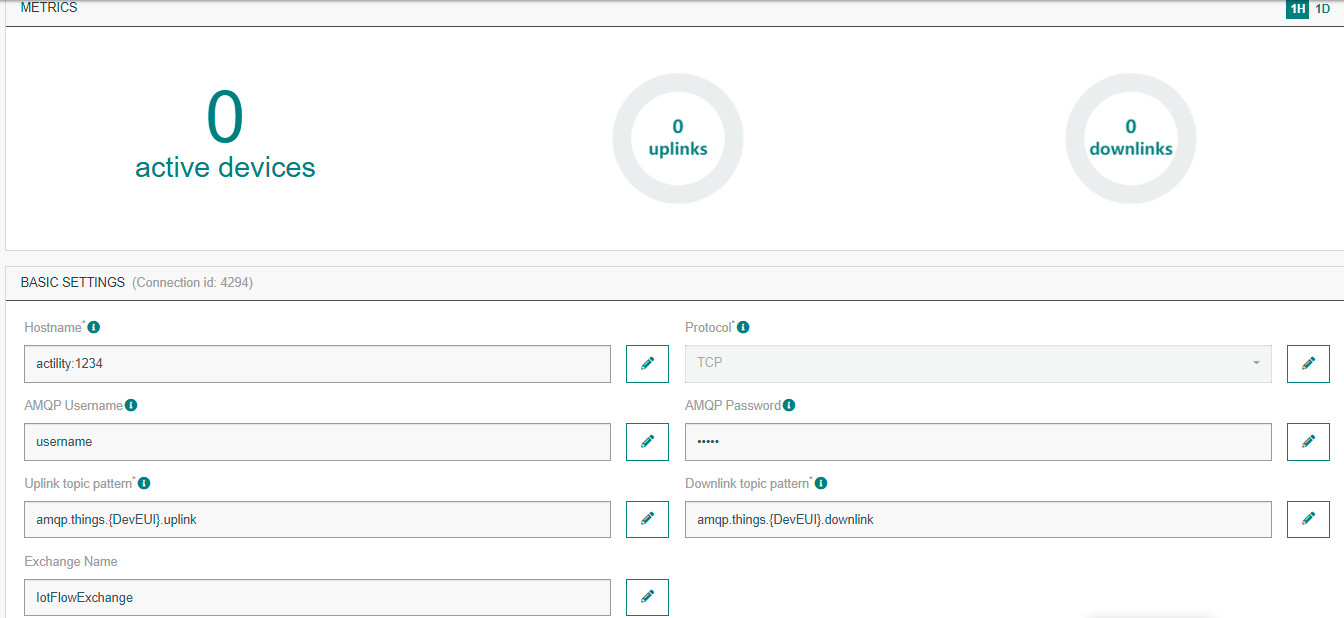 METRICS
1H 1D
0
active devices
0
uplinks
0
downlinks
BASIC SETTINGS (Connection id: 4294)
Hostname*
Protocol*
actility:1234
TCP
AMQP Username
AMQP Password
username
•••••
Uplink topic pattern*
Downlink topic pattern*
amqp.things.{DevEUI}.uplink
amqp.things.{DevEUI}.downlink
Exchange Name
IotFlowExchange